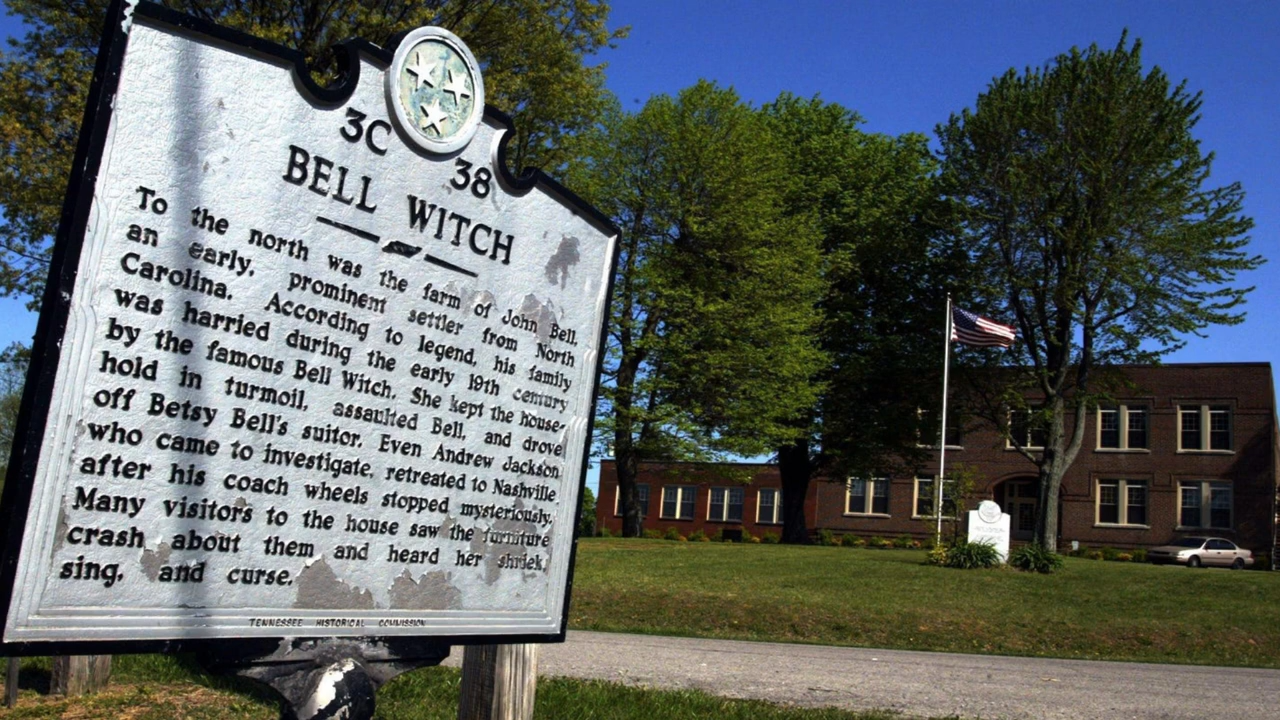 3C 38
BELL WITCH
To the north was the farm of John Bell,
an early, prominent settler from North
Carolina. According to legend, his family
was harried during the early 19th century
by the famous Bell Witch. She kept the house-
hold in turmoil, assaulted Bell, and drove
off Betsy Bell's suitor. Even Andrew Jackson,
who came to investigate, retreated to Nashville
after his coach wheels stopped mysteriously.
Many visitors to the house saw the furniture
crash about them and heard her shriek,
sing, and curse.
TENNESSEE HISTORICAL COMMISSION